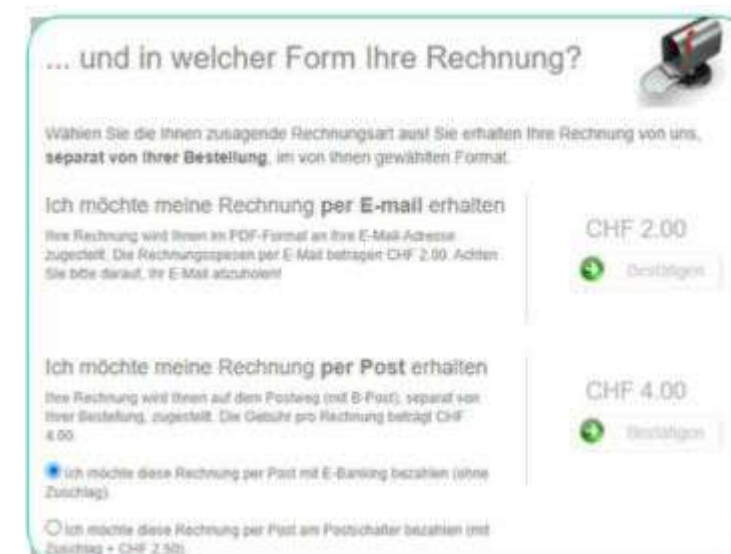 ... und in welcher Form Ihre Rechnung?
Wählen Sie die Ihnen zusagende Rechnungsart aus! Sie erhalten Ihre Rechnung von uns,
separat von Ihrer Bestellung, im von Ihnen gewählten Format.
Ich möchte meine Rechnung per E-mail erhalten
Ihre Rechnung wird Ihnen im PDF-Format an Ihre E-Mail-Adresse
zugestellt. Die Rechnungsspesen per E-Mail betragen CHF 2.00. Achten
Sie bitte darauf, Ihr E-Mail abzuholen!
CHF 2.00
Bestätigen
Ich möchte meine Rechnung per Post erhalten
Ihre Rechnung wird Ihnen auf dem Postweg (mit B-Post), separat von
Ihrer Bestellung, zugestellt. Die Gebühr pro Rechnung beträgt CHF
4.00.
CHF 4.00
Bestätigen
Ich möchte diese Rechnung per Post mit E-Banking bezahlen (ohne
Zuschlag).
Ich möchte diese Rechnung per Post am Postschalter bezahlen (mit
Zuschlag + CHF 2.50).